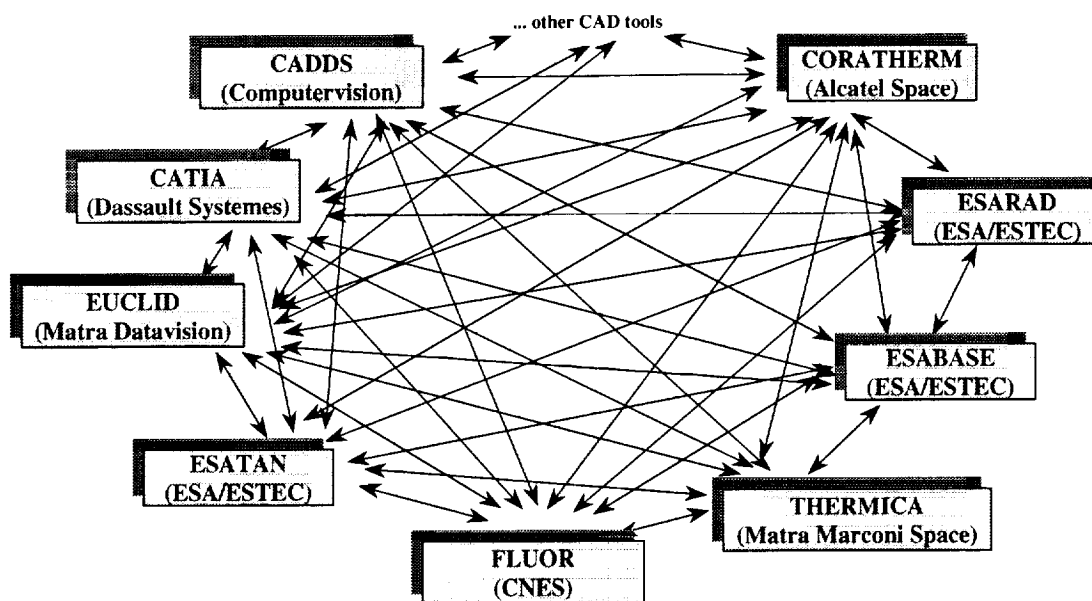 ... other CAD tools
CADDS
(Computervision)
CORATHERM
(Alcatel Space)
CATIA
(Dassault Systemes)
ESARAD
(ESA/ESTEC)
EUCLID
(Matra Datavision)
ESABASE
(ESA/ESTEC)
ESATAN
(ESA/ESTEC)
THERMICA
(Matra Marconi Space)
FLUOR
(CNES)